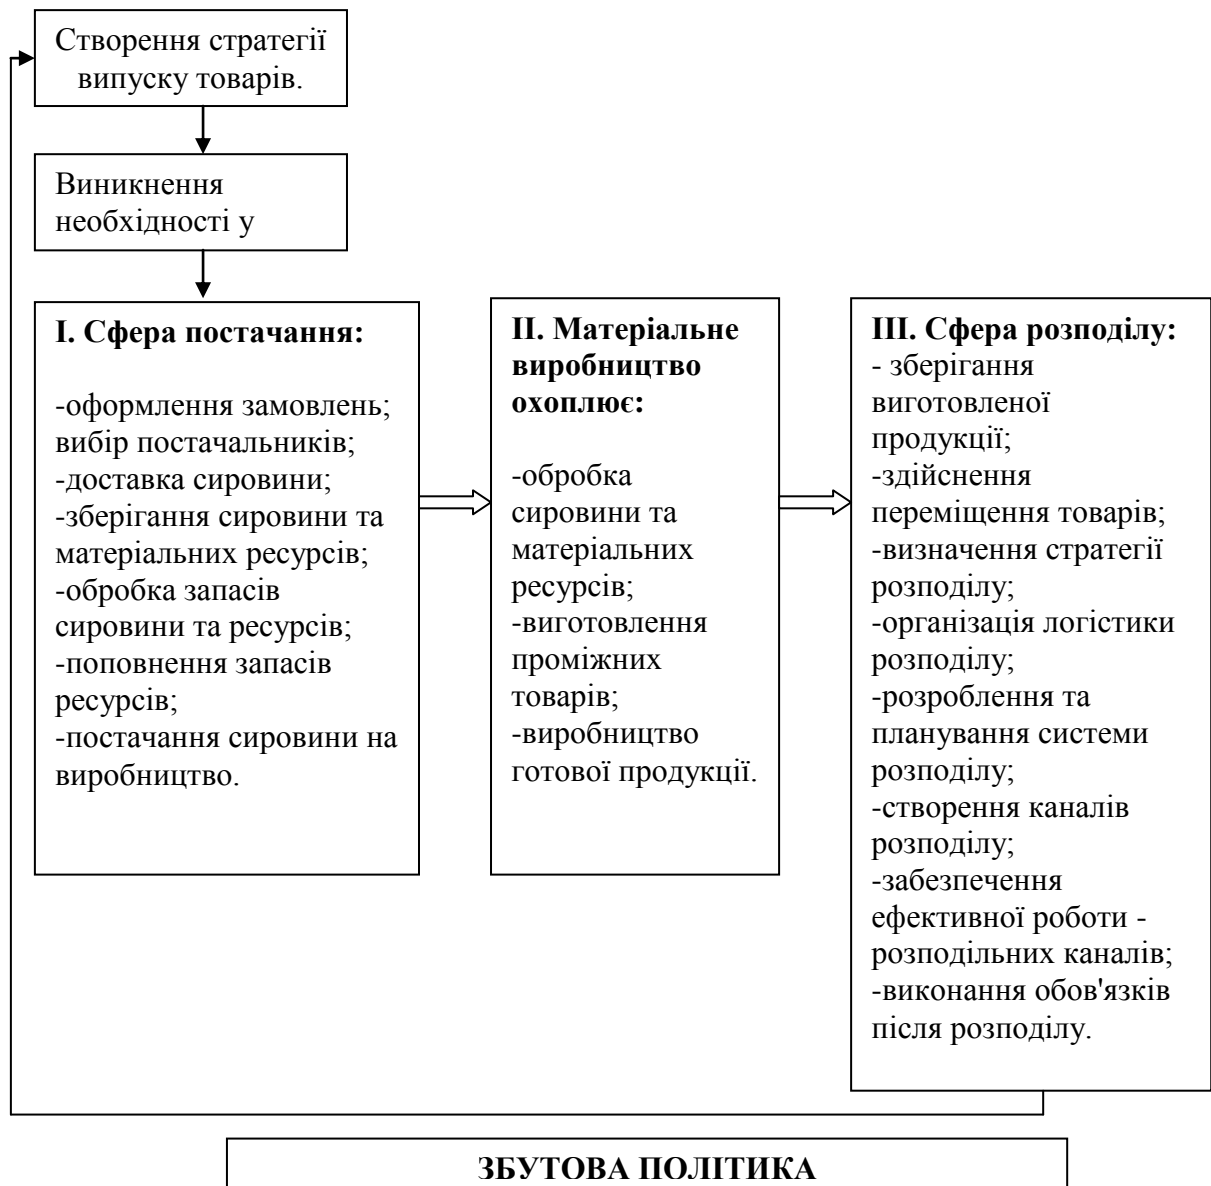 Створення стратегії
випуску товарів.
Виникнення
необхідності у
І. Сфера постачання:
-оформлення замовлень;
вибір постачальників;
-доставка сировини;
-зберігання сировини та
матеріальних ресурсів;
-обробка запасів
сировини та ресурсів;
-поповнення запасів
ресурсів;
-постачання сировини на
виробництво.
ІІ. Матеріальне
виробництво
охоплює:
-обробка
сировини та
матеріальних
ресурсів;
-виготовлення
проміжних
товарів;
-виробництво
готової продукції.
ІІІ. Сфера розподілу:
- зберігання
виготовленої
продукції;
-здійснення
переміщення товарів;
-визначення стратегії
розподілу;
-організація логістики
розподілу;
-розроблення та
планування системи
розподілу;
-створення каналів
розподілу;
-забезпечення
ефективної роботи -
розподільних каналів;
-виконання обов'язків
після розподілу.
ЗБУТОВА ПОЛІТИКА